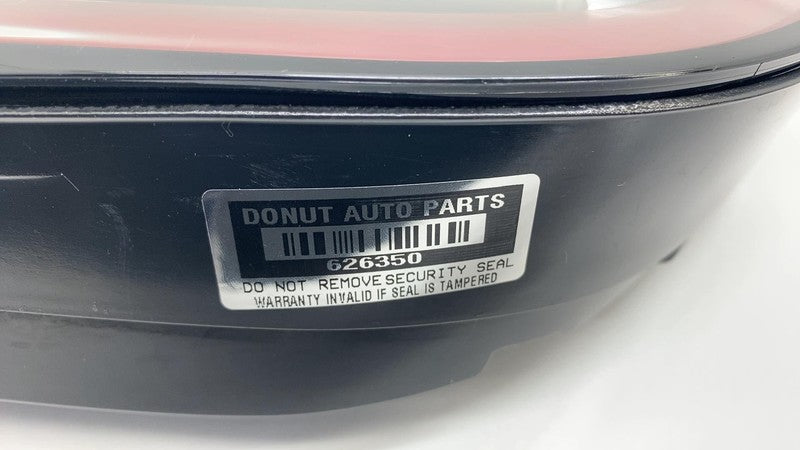 DONUT AUTO PARTS
626350
DO NOT REMOVE SECURITY SEAL
WARRANTY INVALID IF SEAL IS TAMPERED